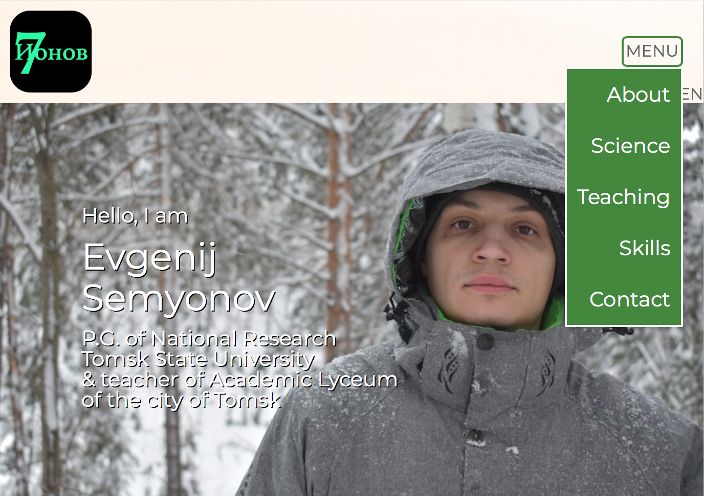 7
Ионов
MENU
EN
About
Science
Teaching
Skills
Contact
Hello, I am
Evgenij
Semyonov
P.G. of National Research
Tomsk State University
& teacher of Academic Lyceum
of the city of Tomsk